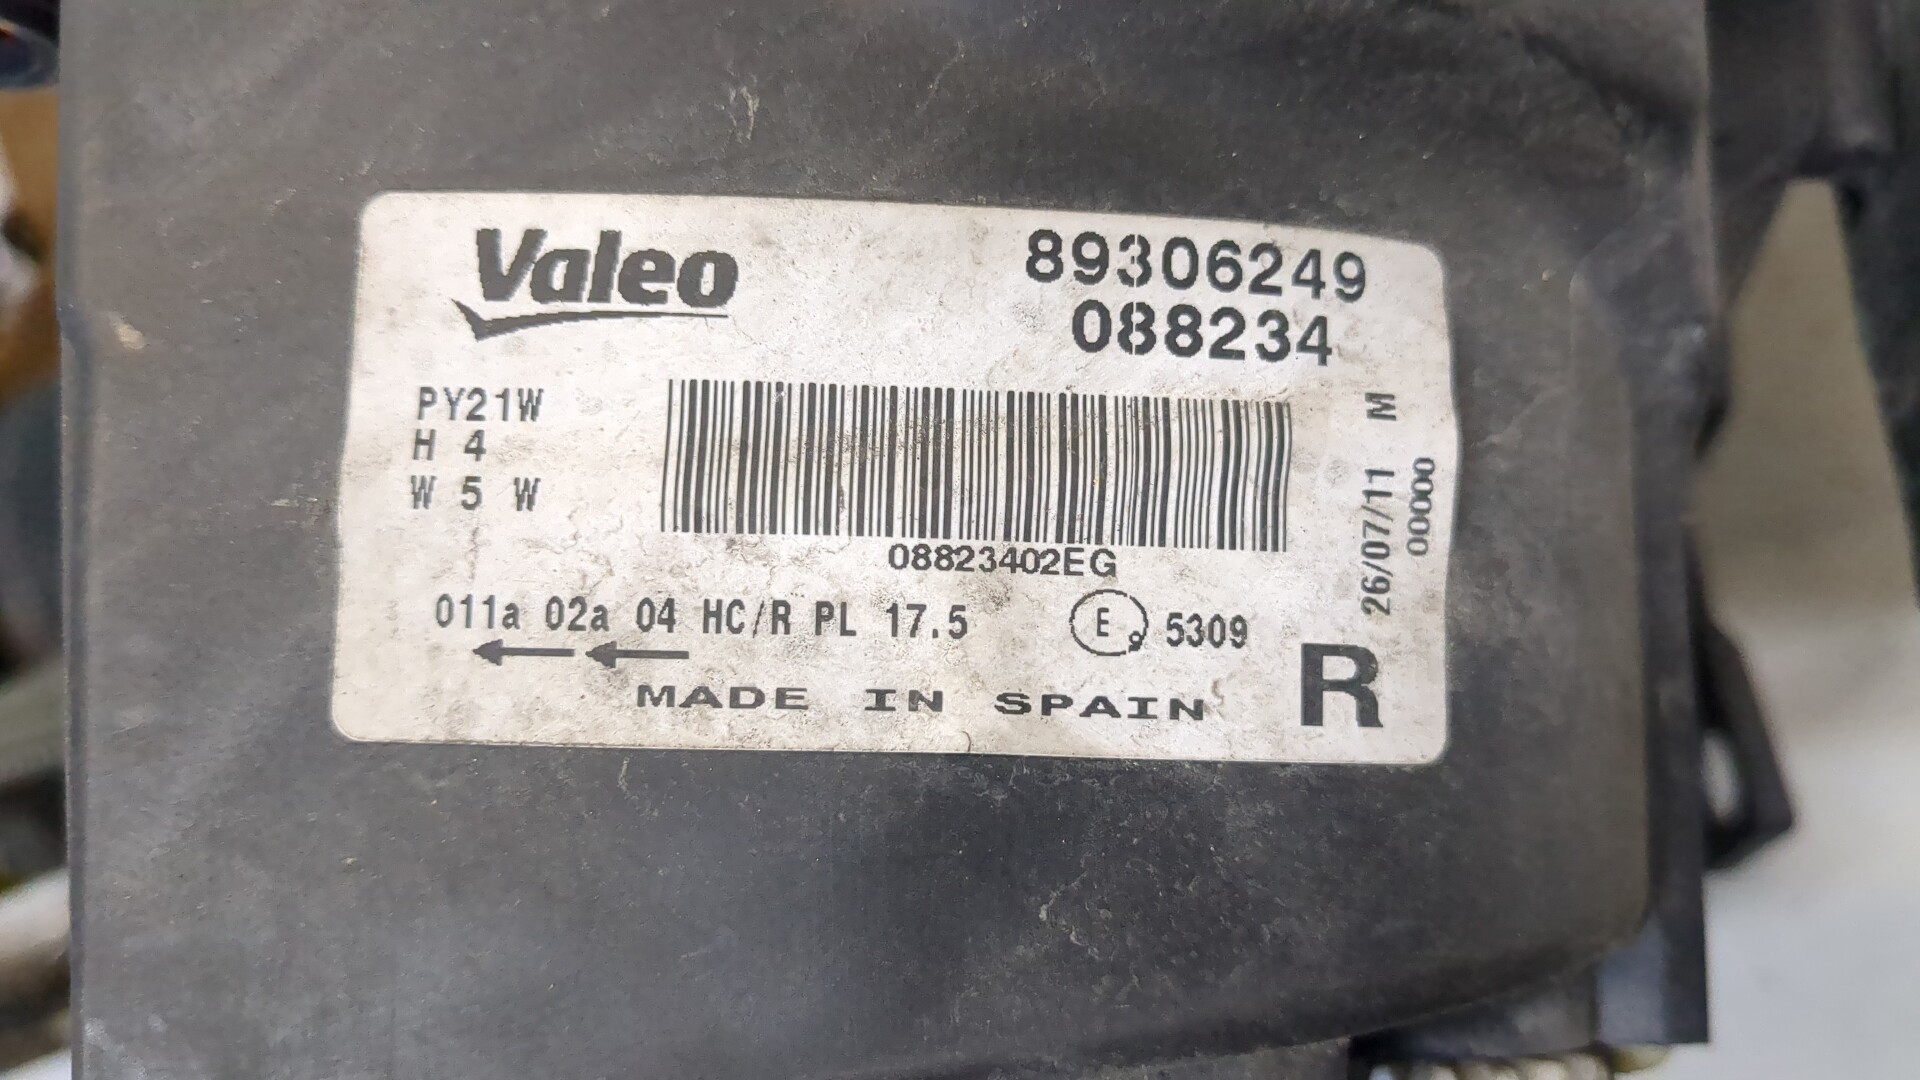 Valeo
89306249
088234
PY21W
H 4
W 5 W
08823402EG
26/07/11 M
00000
011a 02a 04 HC/R PL 17.5
E9 5309
R
MADE IN SPAIN